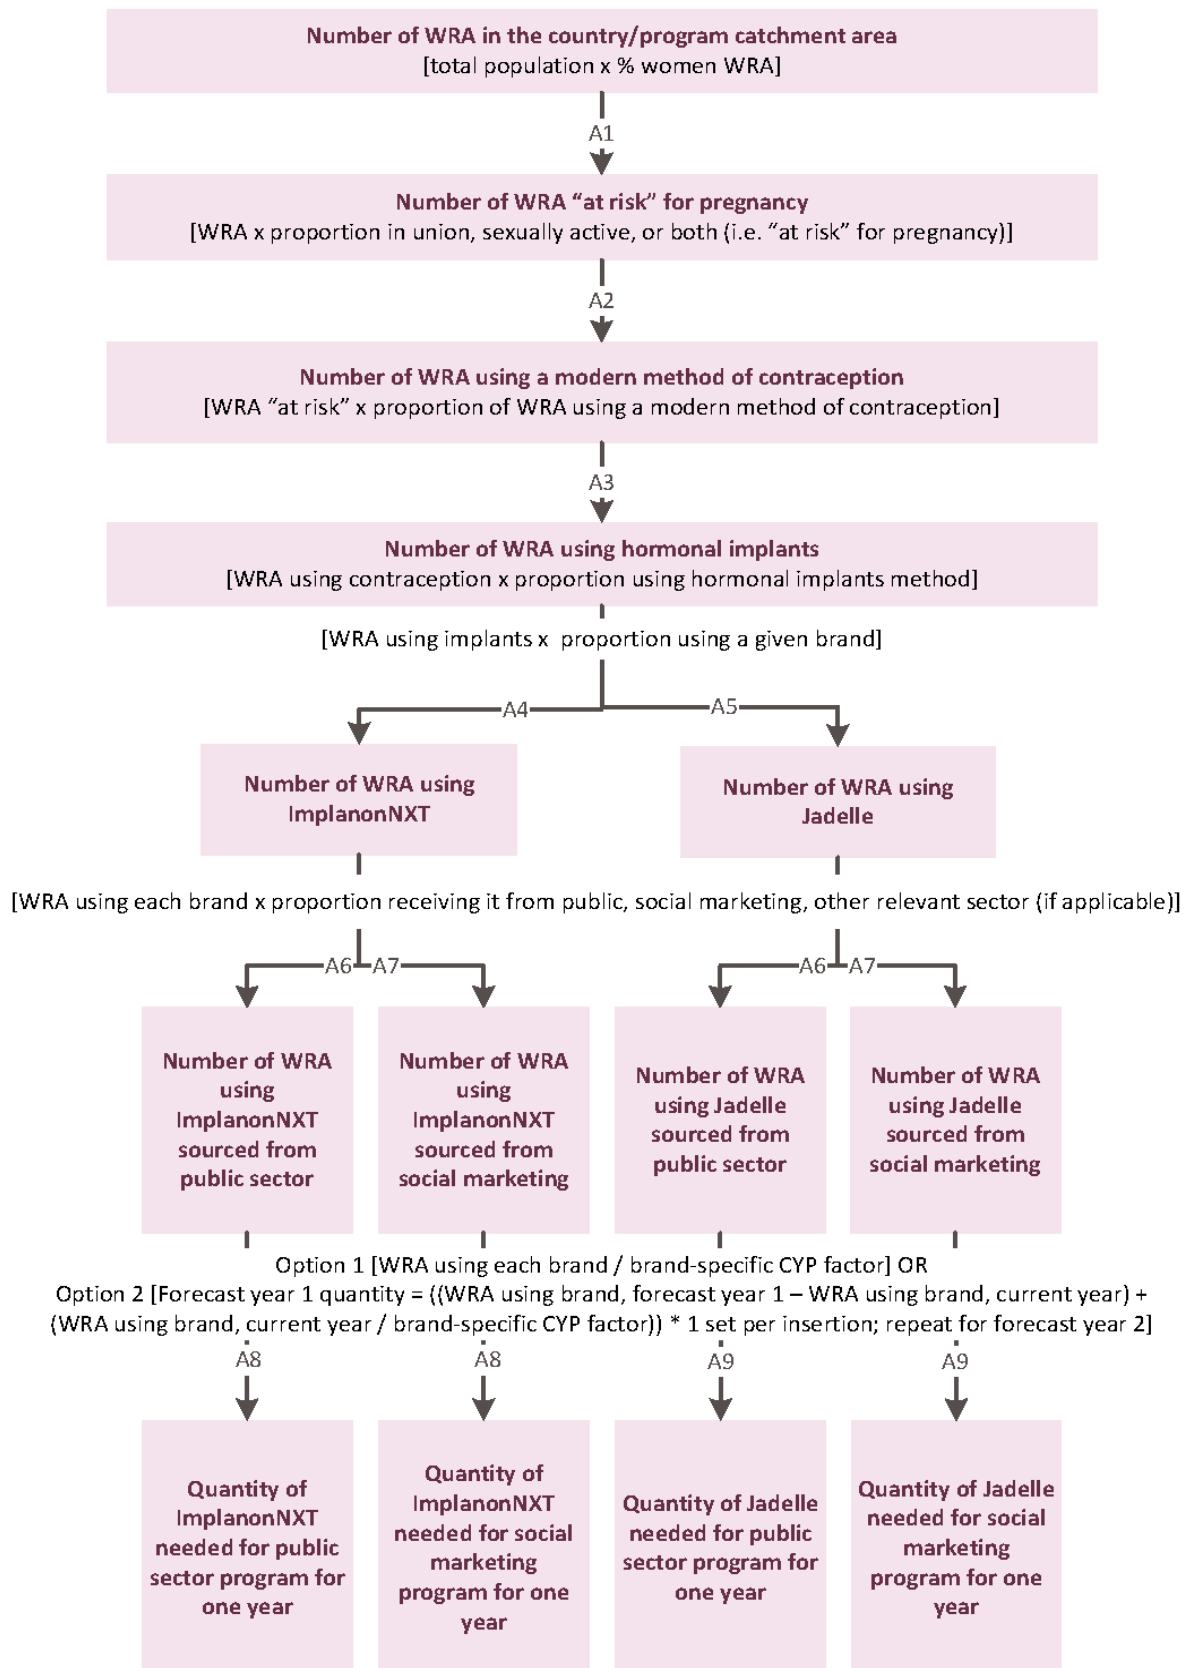 Number of WRA in the country/program catchment area
[total population x % women WRA]
A1
Number of WRA “at risk” for pregnancy
[WRA x proportion in union, sexually active, or both (i.e. “at risk” for pregnancy)]
A2
Number of WRA using a modern method of contraception
[WRA “at risk” x proportion of WRA using a modern method of contraception]
A3
Number of WRA using hormonal implants
[WRA using contraception x proportion using hormonal implants method]
[WRA using implants x  proportion using a given brand]
A4
A5
Number of WRA using
ImplanonNXT
Number of WRA using
Jadelle
[WRA using each brand x proportion receiving it from public, social marketing, other relevant sector (if applicable)]
A6
A7
A6
A7
Number of WRA
using
ImplanonNXT
sourced from
public sector
Number of WRA
using
ImplanonNXT
sourced from
social marketing
Number of WRA
using Jadelle
sourced from
public sector
Number of WRA
using Jadelle
sourced from
social marketing
Option 1 [WRA using each brand / brand-specific CYP factor] OR
Option 2 [Forecast year 1 quantity = ((WRA using brand, forecast year 1 – WRA using brand, current year) +
(WRA using brand, current year / brand-specific CYP factor)) * 1 set per insertion; repeat for forecast year 2]
A8
A8
A9
A9
Quantity of
ImplanonNXT
needed for public
sector program for
one year
Quantity of
ImplanonNXT
needed for social
marketing
program for one
year
Quantity of Jadelle
needed for public
sector program for
one year
Quantity of Jadelle
needed for social
marketing
program for one
year